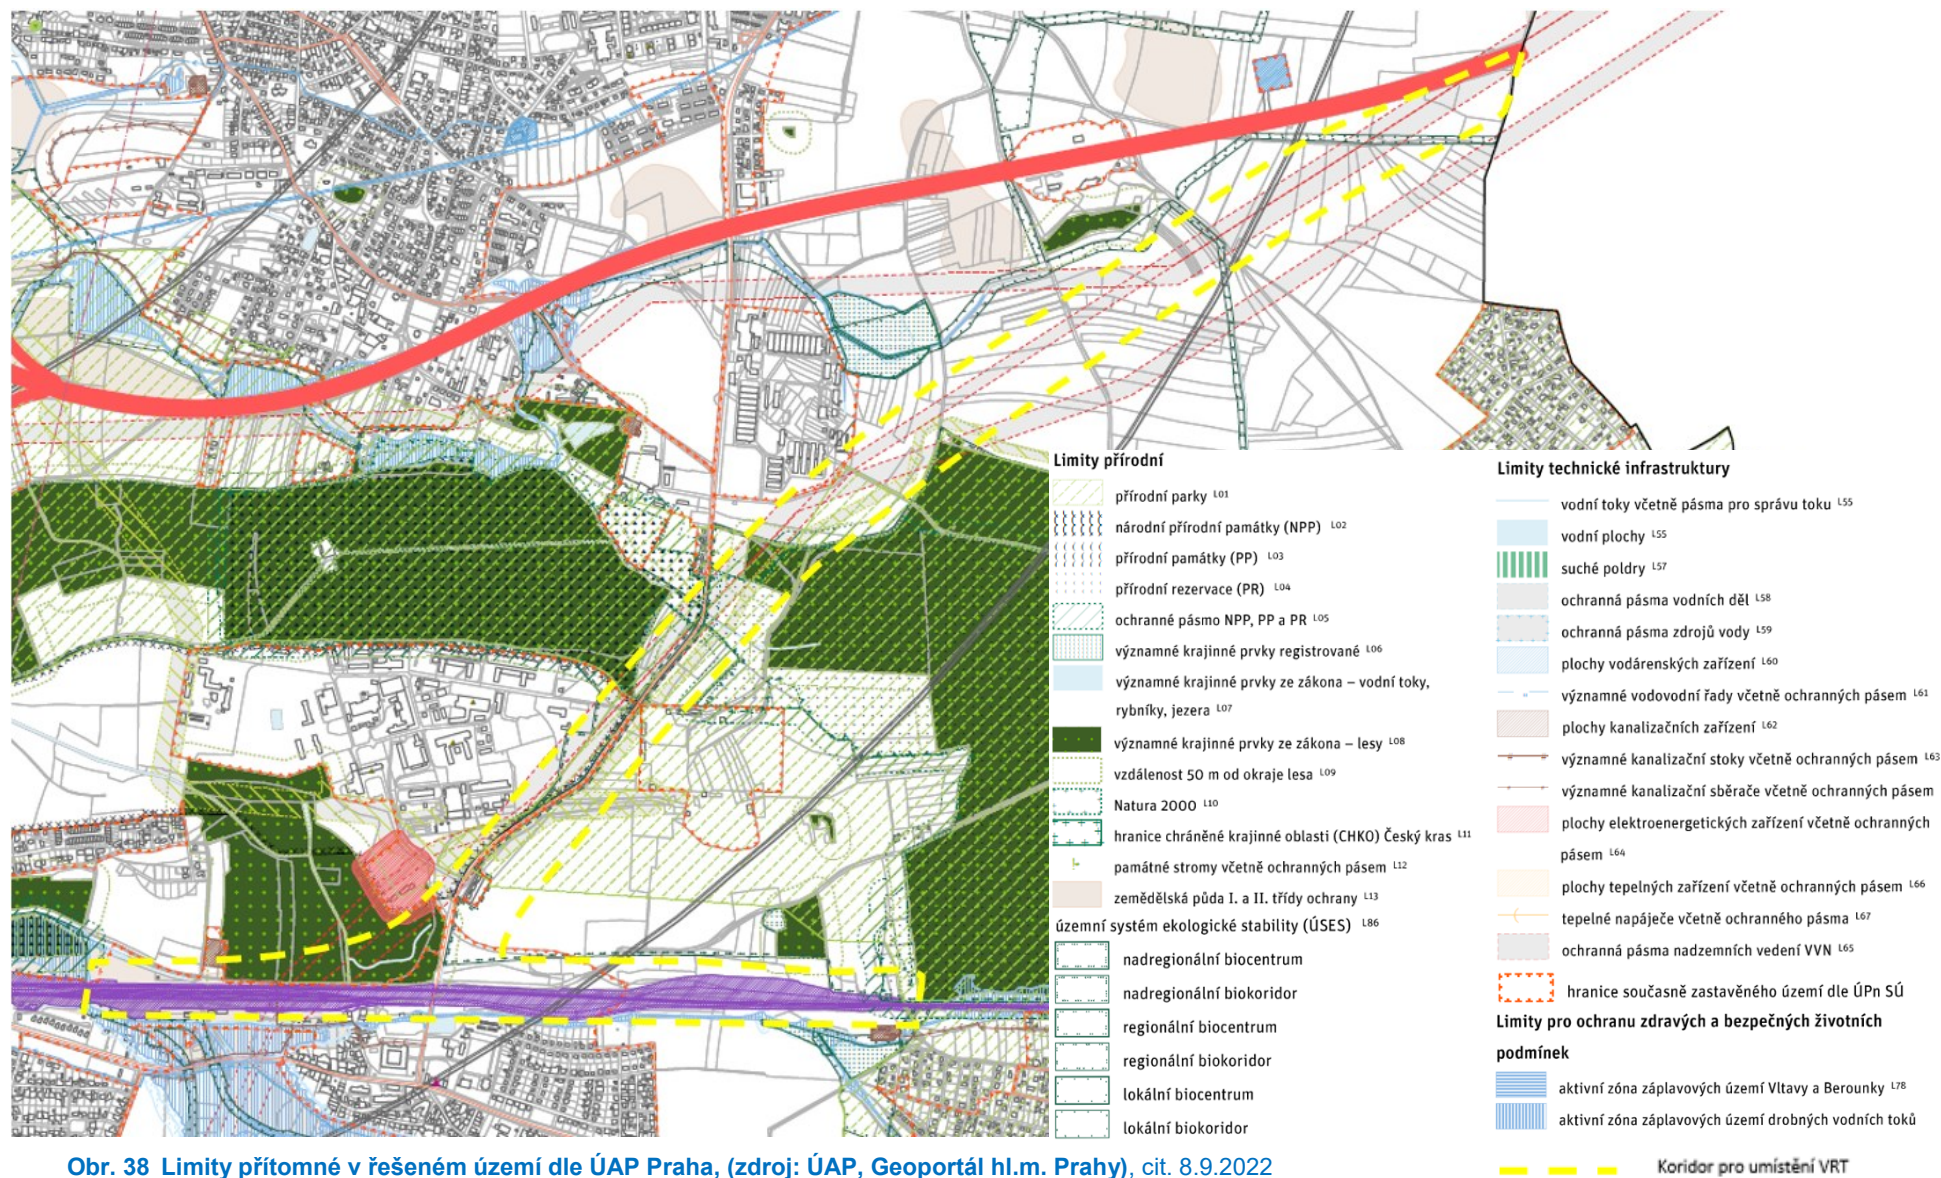 Limity přírodní
přírodní parky L01
národní přírodní památky (NPP) L02
přírodní památky (PP) L03
přírodní rezervace (PR) L04
ochranné pásmo NPP, PP a PR L05
významné krajinné prvky registrované L06
významné krajinné prvky ze zákona – vodní toky,
rybníky, jezera L07
významné krajinné prvky ze zákona – lesy L08
vzdálenost 50 m od okraje lesa L09
Natura 2000 L10
hranice chráněné krajinné oblasti (CHKO) Český kras L11
památné stromy včetně ochranných pásem L12
zemědělská půda I. a II. třídy ochrany L13
územní systém ekologické stability (ÚSES) L86
nadregionální biocentrum
nadregionální biokoridor
regionální biocentrum
regionální biokoridor
lokální biocentrum
lokální biokoridor
Limity technické infrastruktury
vodní toky včetně pásma pro správu toku L55
vodní plochy L55
suché poldry L57
ochranná pásma vodních děl L58
ochranná pásma zdrojů vody L59
plochy vodárenských zařízení L60
významné vodovodní řady včetně ochranných pásem L61
plochy kanalizačních zařízení L62
významné kanalizační stoky včetně ochranných pásem L63
významné kanalizační sběrače včetně ochranných pásem
plochy elektroenergetických zařízení včetně ochranných
pásem L64
plochy tepelných zařízení včetně ochranných pásem L66
tepelné napáječe včetně ochranného pásma L67
ochranná pásma nadzemních vedení VVN L65
hranice současně zastavěného území dle ÚPn SÚ
Limity pro ochranu zdravých a bezpečných životních
podmínek
aktivní zóna záplavových území Vltavy a Berounky L78
aktivní zóna záplavových území drobných vodních toků
Koridor pro umístění VRT
Obr. 38 Limity přítomné v řešeném území dle ÚAP Praha, (zdroj: ÚAP, Geoportál hl.m. Prahy), cit. 8.9.2022